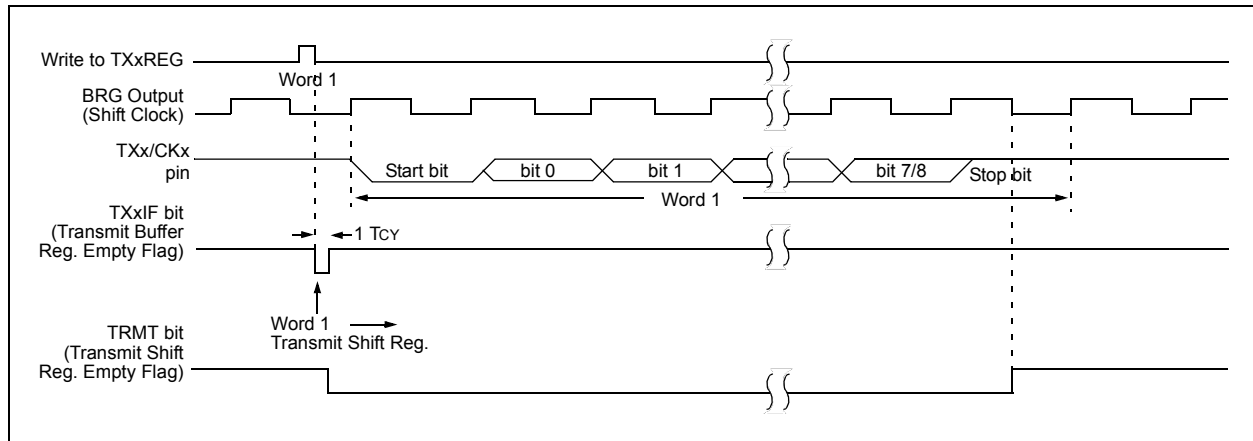 Write to TXxREG
Word 1
BRG Output
(Shift Clock)
TXx/CKx
pin
Start bit
bit 0
bit 1
bit 7/8
Stop bit
Word 1
TXxIF bit
(Transmit Buffer
Reg. Empty Flag)
1 TCY
Word 1
Transmit Shift Reg.
TRMT bit
(Transmit Shift
Reg. Empty Flag)